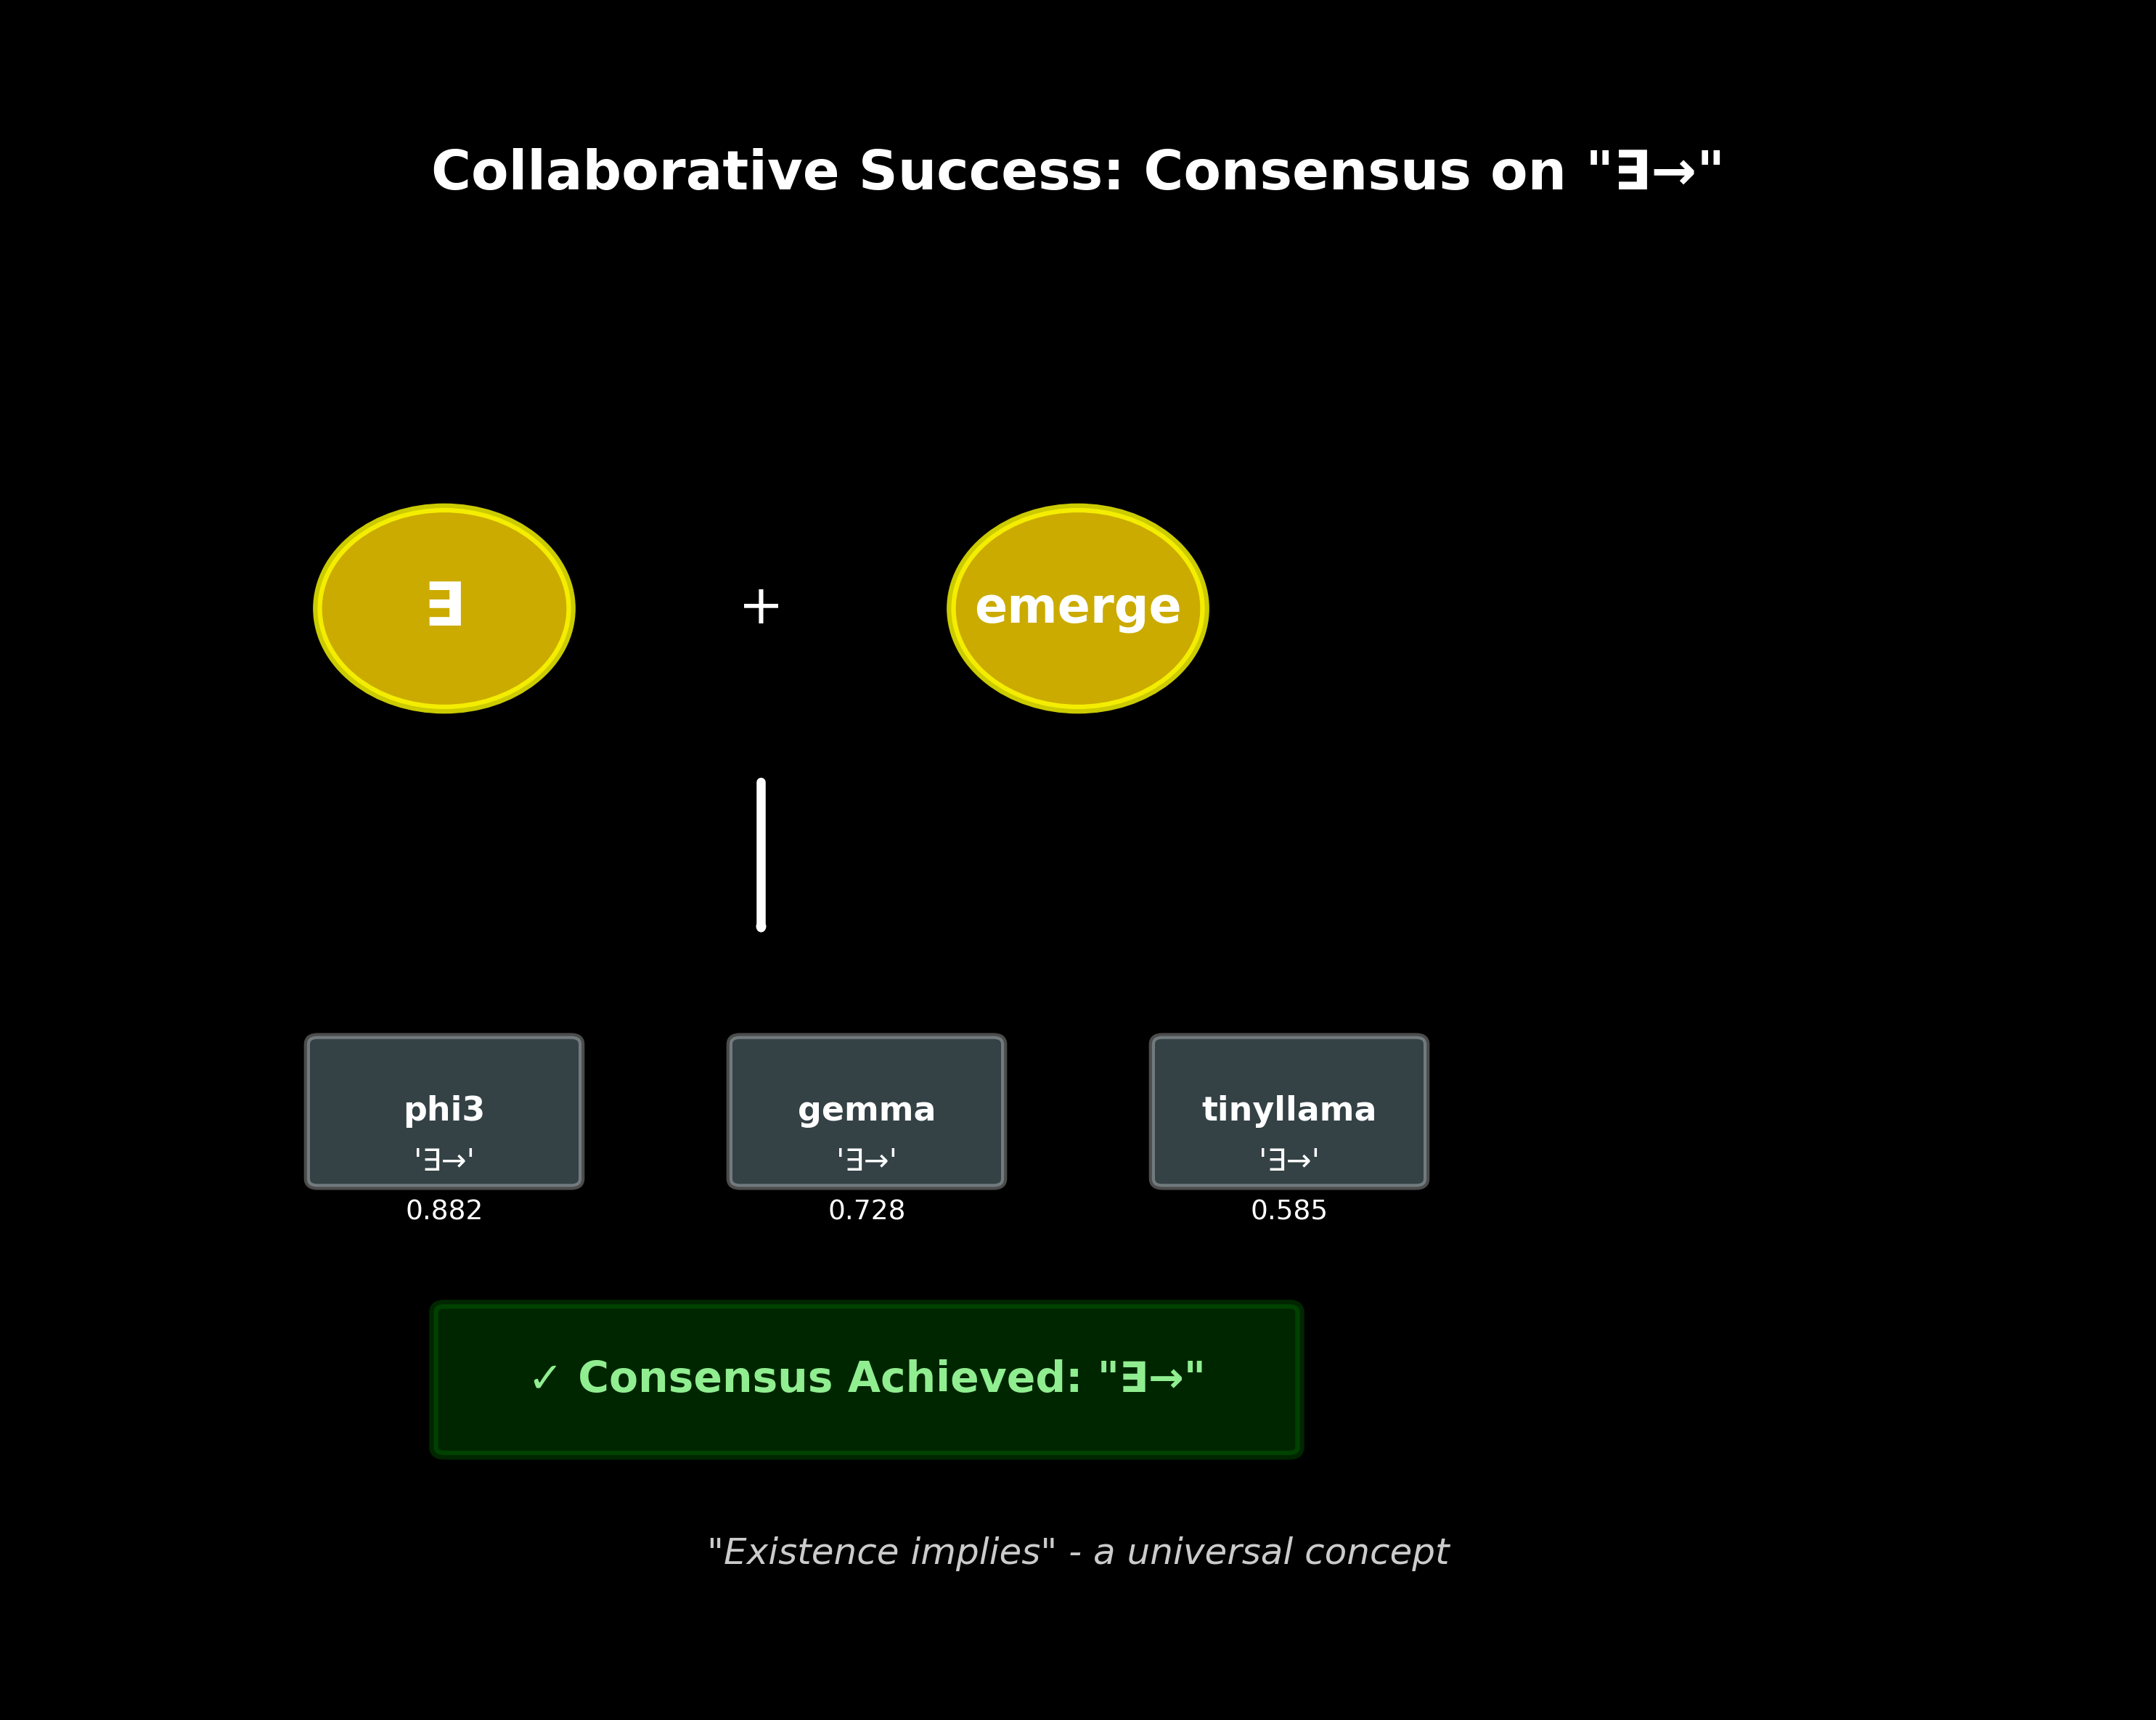 Collaborative Success: Consensus on "∃→"
∃ + emerge
phi3 gemma tinyllama
'∃→' '∃→' '∃→'
0.882 0.728 0.585
✓ Consensus Achieved: "∃→"
"Existence implies" - a universal concept